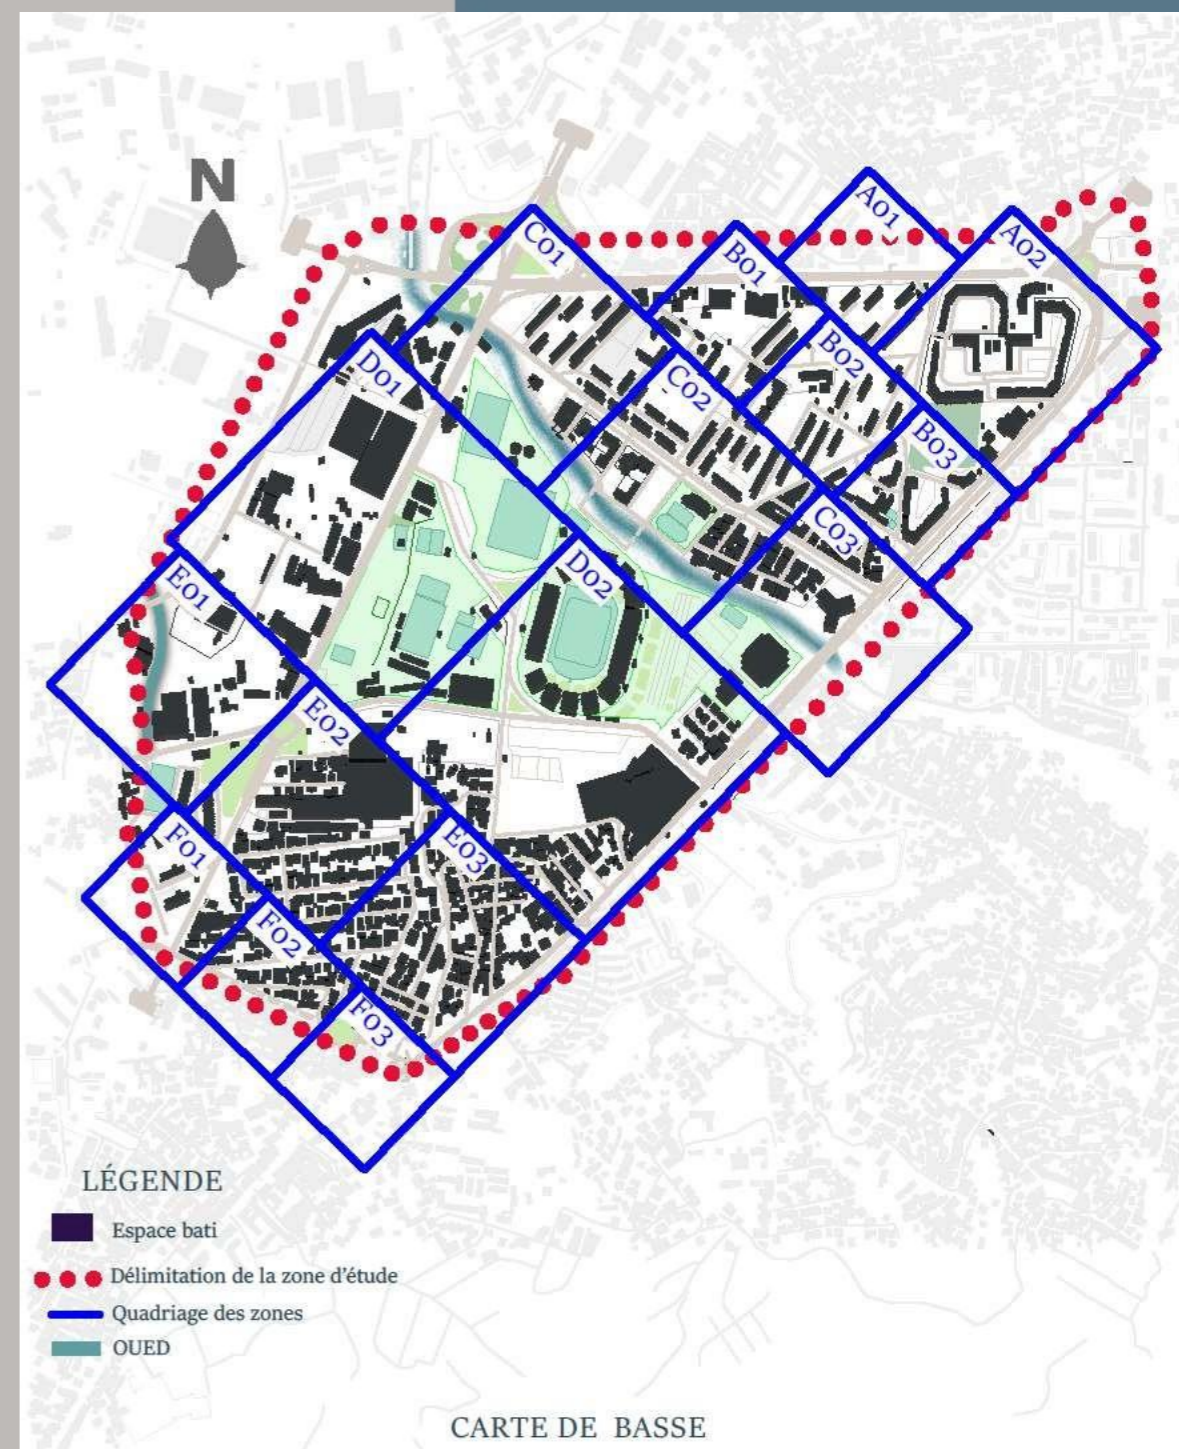 N
A01
A02
C01
B01
B02
D01
C02
B03
C03
D02
E01
E02
F01
E03
F02
F03
LÉGENDE
Espace bati
Délimitation de la zone d'étude
Quadriage des zones
OUED
CARTE DE BASSE